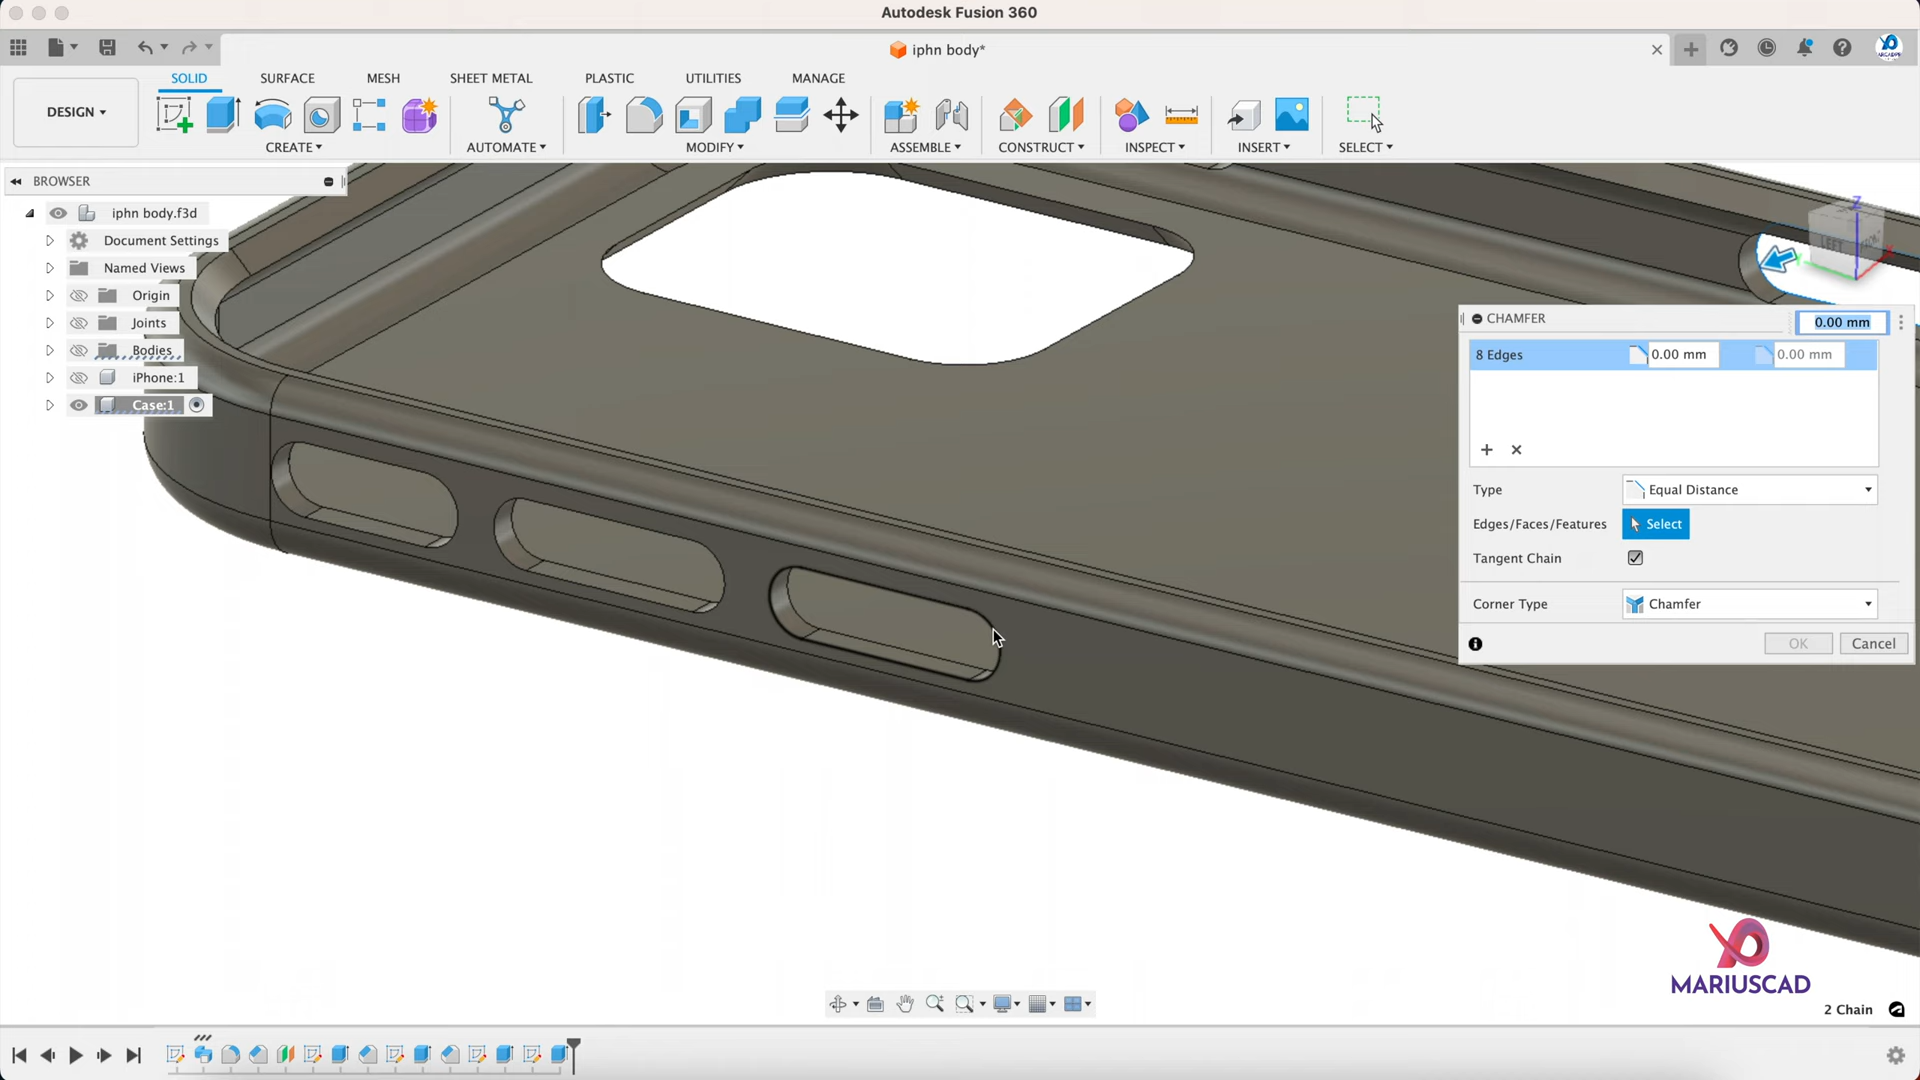 Autodesk Fusion 360
iphn body*
DESIGN
SOLID
SURFACE
MESH
SHEET METAL
PLASTIC
UTILITIES
MANAGE
CREATE
AUTOMATE
MODIFY
ASSEMBLE
CONSTRUCT
INSPECT
INSERT
SELECT
BROWSER
iphn body.f3d
Document Settings
Named Views
Origin
Joints
Bodies
iPhone:1
Case:1
Z
LEFT
CHAMFER
0.00 mm
8 Edges 0.00 mm 0.00 mm
Type Equal Distance
Edges/Faces/Features Select
Tangent Chain
Corner Type Chamfer
OK Cancel
MARIUSCAD
2 Chain